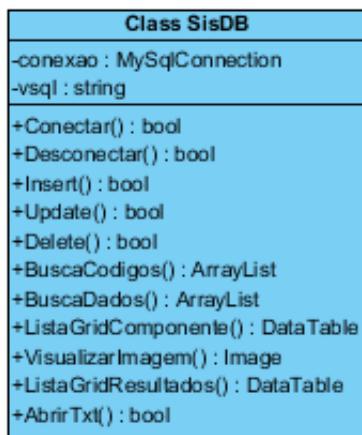 Class SisDB
-conexao : MySqlConnection
-vsql : string
+Conectar() : bool
+Desconectar() : bool
+Insert() : bool
+Update() : bool
+Delete() : bool
+BuscaCodigos() : ArrayList
+BuscaDados() : ArrayList
+ListaGridComponente() : DataTable
+VisualizarImagem() : Image
+ListaGridResultados() : DataTable
+AbrirTxt() : bool